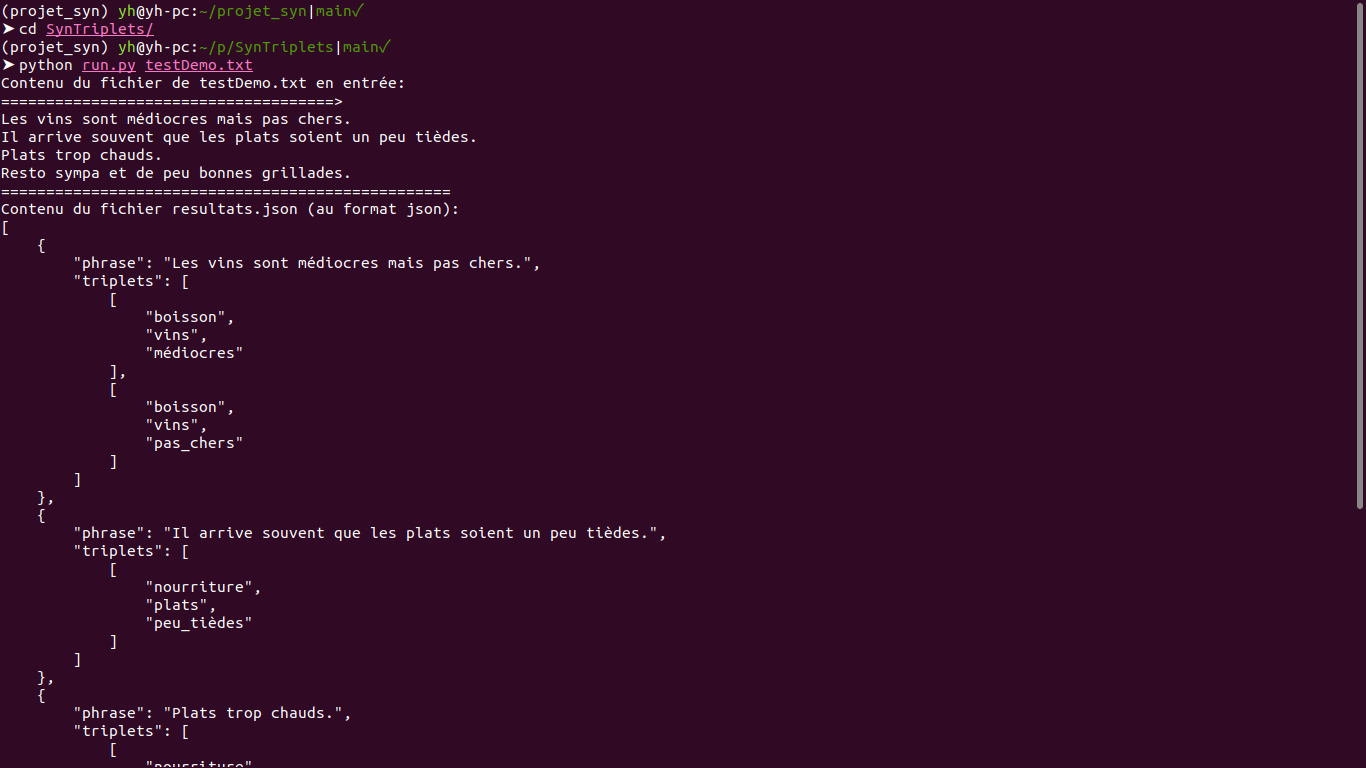 (projet_syn) yh@yh-pc:~/projet_syn|main✓
➤ cd SynTriplets/
(projet_syn) yh@yh-pc:~/p/SynTriplets|main✓
➤ python run.py testDemo.txt
Contenu du fichier de testDemo.txt en entrée:
=====================================>
Les vins sont médiocres mais pas chers.
Il arrive souvent que les plats soient un peu tièdes.
Plats trop chauds.
Resto sympa et de peu bonnes grillades.
==================================================
Contenu du fichier resultats.json (au format json):
[
    {
        "phrase": "Les vins sont médiocres mais pas chers.",
        "triplets": [
            [
                "boisson",
                "vins",
                "médiocres"
            ],
            [
                "boisson",
                "vins",
                "pas_chers"
            ]
        ]
    },
    {
        "phrase": "Il arrive souvent que les plats soient un peu tièdes.",
        "triplets": [
            [
                "nourriture",
                "plats",
                "peu_tièdes"
            ]
        ]
    },
    {
        "phrase": "Plats trop chauds.",
        "triplets": [
            [
                "nourriture"